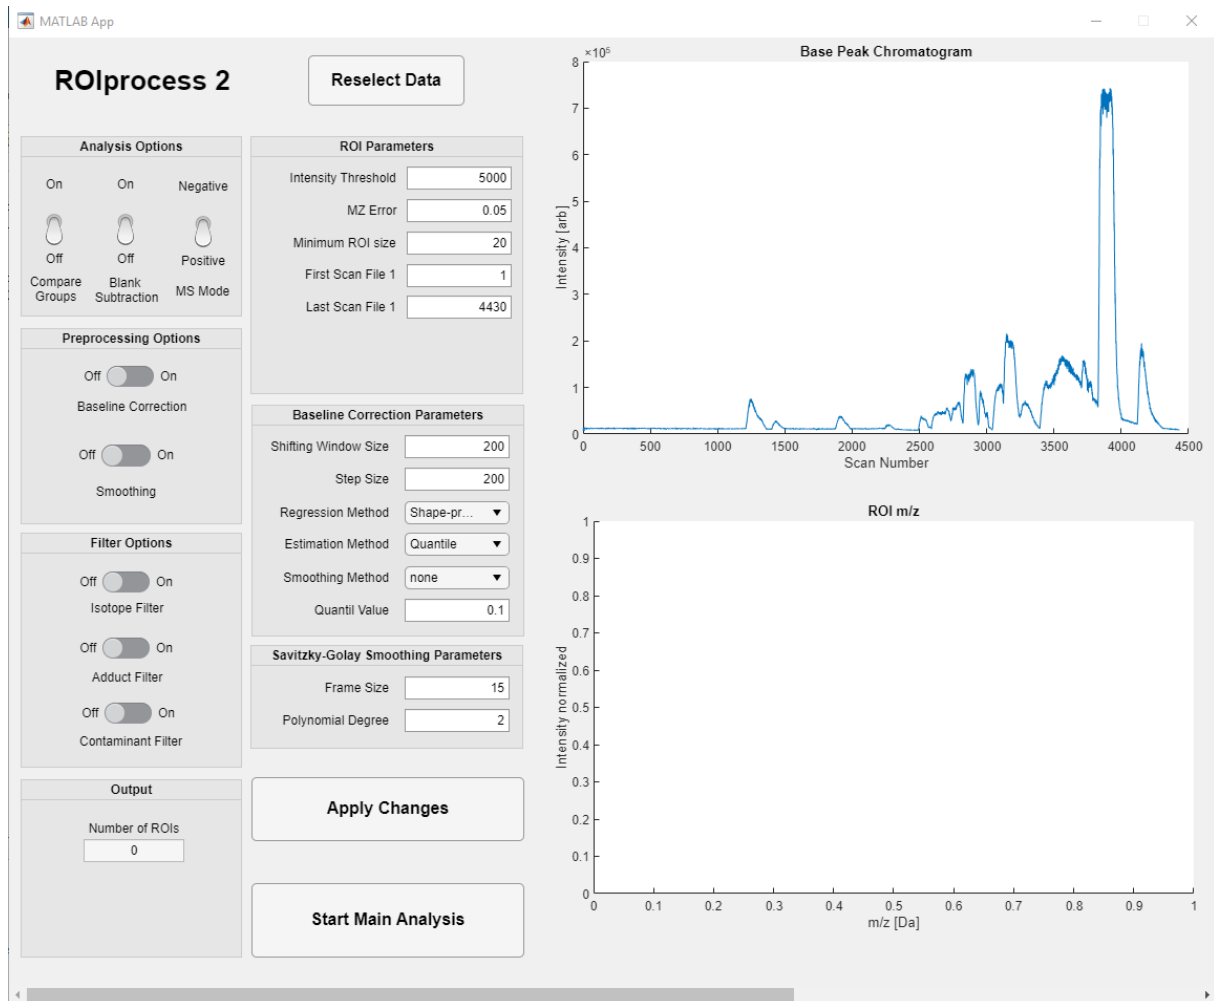 MATLAB App
ROIprocess 2
Reselect Data
Analysis Options
On
On
Negative
Off
Off
Positive
Compare
Groups
Blank
Subtraction
MS Mode
Preprocessing Options
Off On
Baseline Correction
Off On
Smoothing
Filter Options
Off On
Isotope Filter
Off On
Adduct Filter
Off On
Contaminant Filter
Output
Number of ROIs
0
ROI Parameters
Intensity Threshold 5000
MZ Error 0.05
Minimum ROI size 20
First Scan File 1 1
Last Scan File 1 4430
Baseline Correction Parameters
Shifting Window Size 200
Step Size 200
Regression Method Shape-pr...
Estimation Method Quantile
Smoothing Method none
Quantil Value 0.1
Savitzky-Golay Smoothing Parameters
Frame Size 15
Polynomial Degree 2
Apply Changes
Start Main Analysis
Base Peak Chromatogram
×10⁵
8
7
6
5
4
3
2
1
0
Intensity [arb]
0 500 1000 1500 2000 2500 3000 3500 4000 4500
Scan Number
ROI m/z
1
0.9
0.8
0.7
0.6
0.5
0.4
0.3
0.2
0.1
0
Intensity normalized
0 0.1 0.2 0.3 0.4 0.5 0.6 0.7 0.8 0.9 1
m/z [Da]